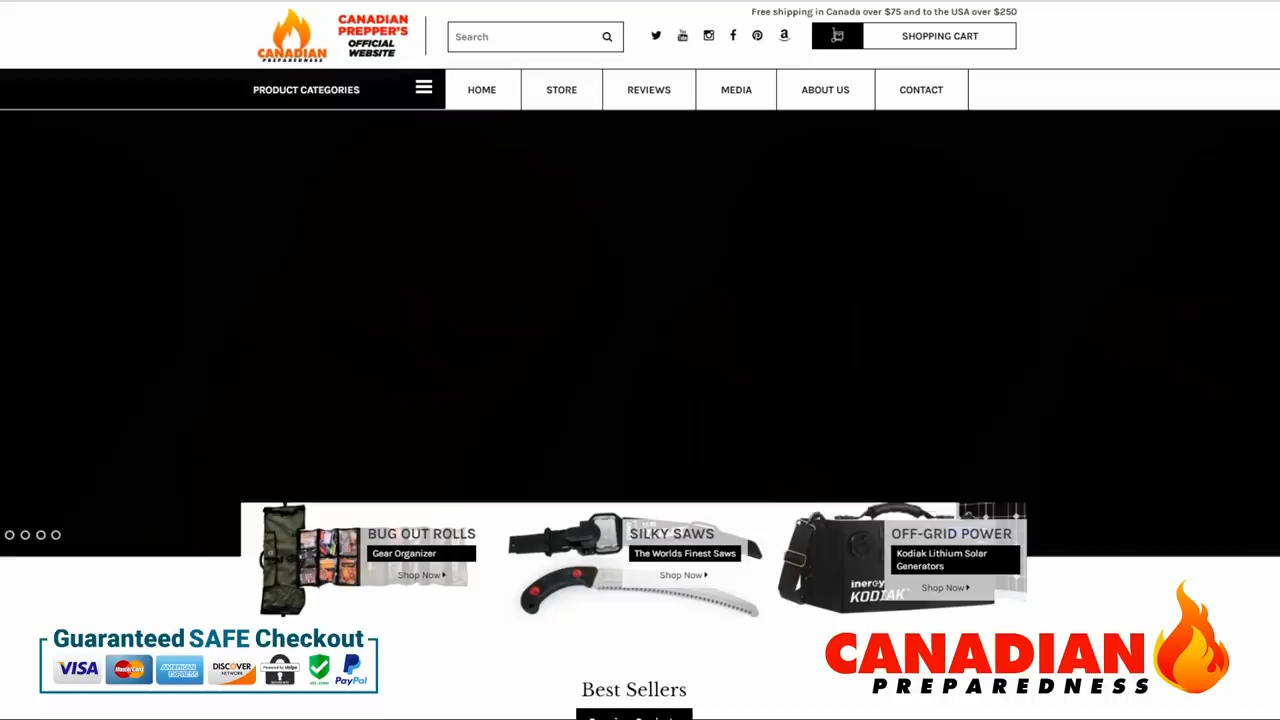 Free shipping in Canada over $75 and to the USA over $250
CANADIAN
PREPAREDNESS
CANADIAN
PREPPER'S
OFFICIAL
WEBSITE
Search
SHOPPING CART
PRODUCT CATEGORIES
HOME
STORE
REVIEWS
MEDIA
ABOUT US
CONTACT
BUG OUT ROLLS
Gear Organizer
Shop Now
SILKY SAWS
The Worlds Finest Saws
Shop Now
OFF-GRID POWER
Kodiak Lithium Solar
Generators
Shop Now
inergy
KODIAK
Guaranteed SAFE Checkout
VISA
MasterCard
AMERICAN
EXPRESS
DISCOVER
NETWORK
PayPal
CANADIAN
PREPAREDNESS
Best Sellers